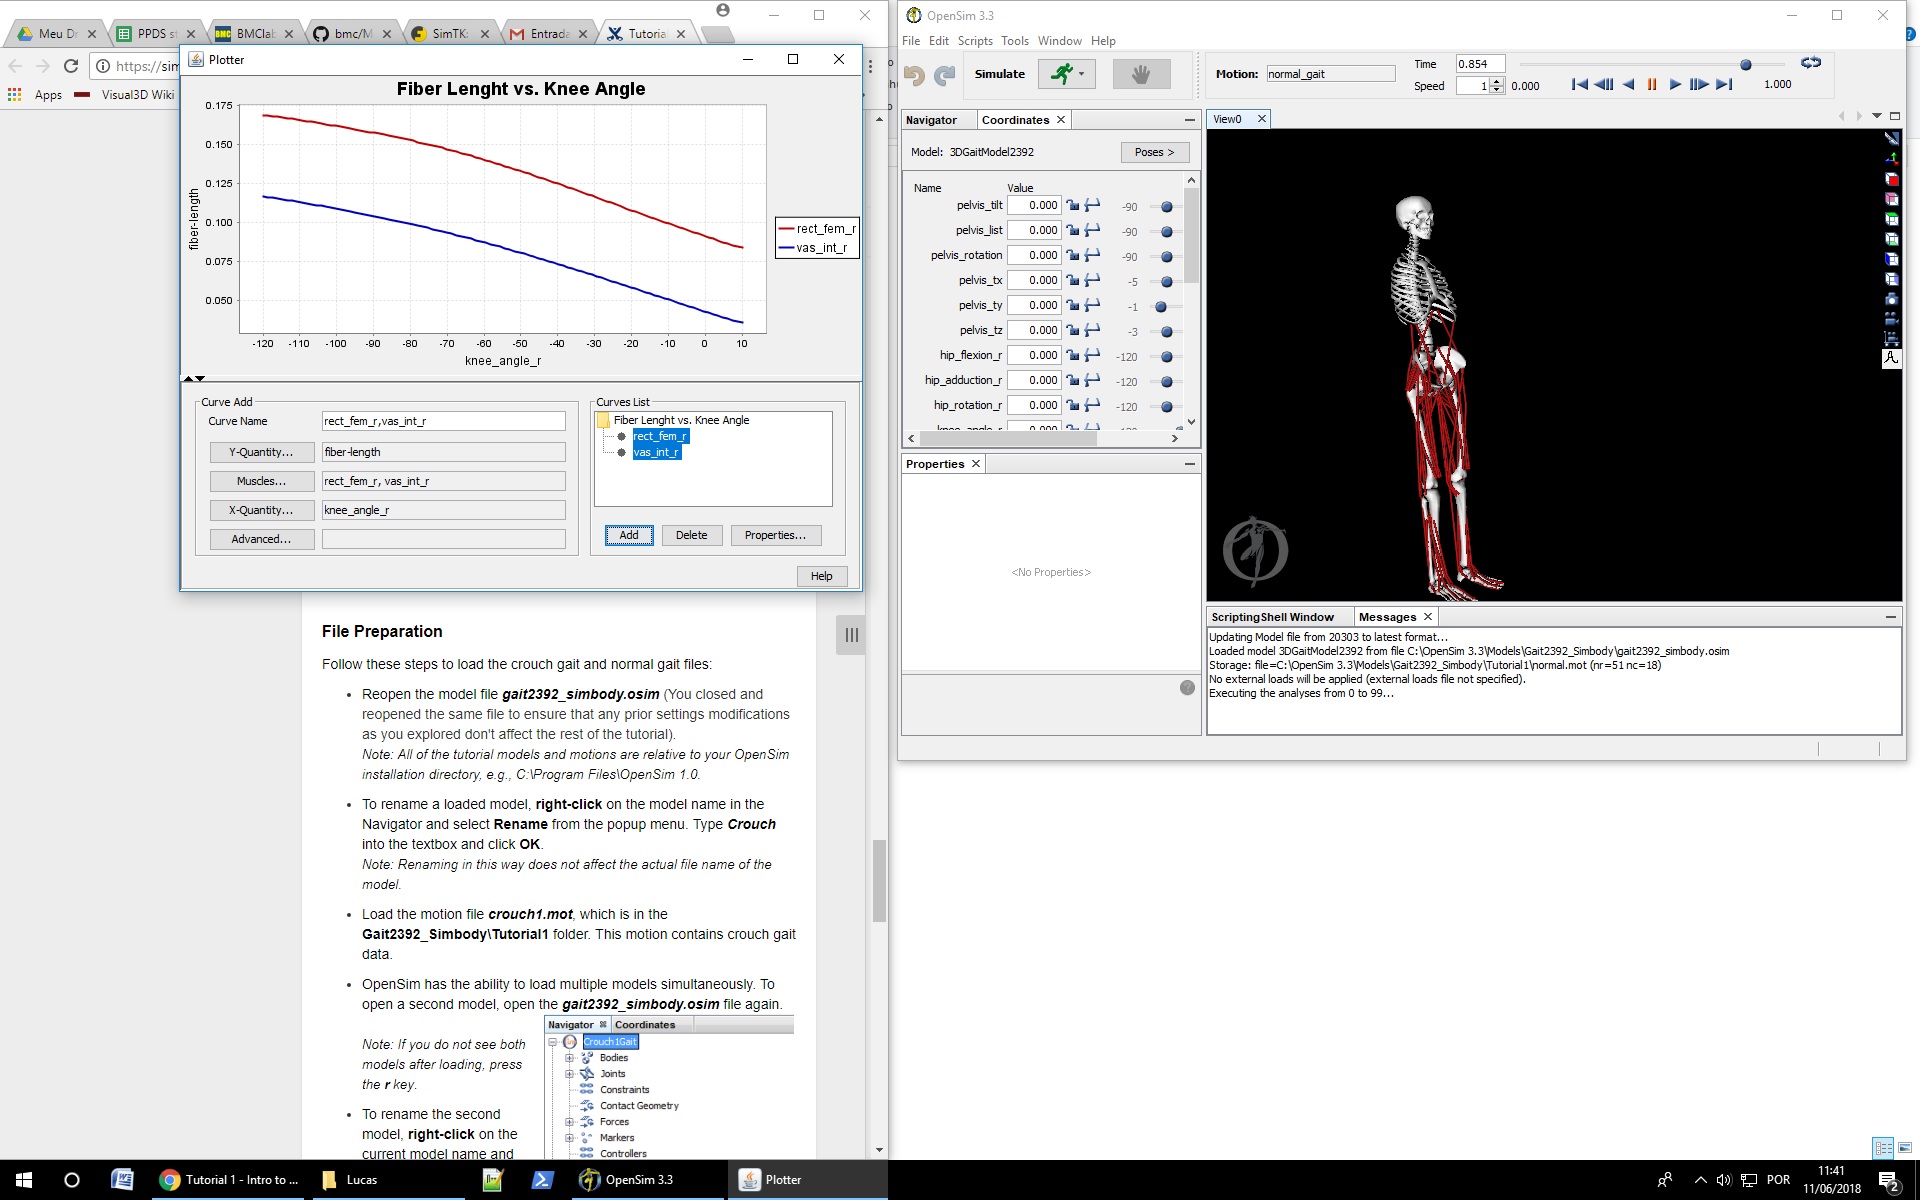 Meu Dr
PPDS st
BMClab
bmc/M
SimTK:
Entrada
Tutorial
https://sim
Apps
Visual3D Wiki
Plotter
Fiber Lenght vs. Knee Angle
0.175
0.150
0.125
0.100
0.075
0.050
fiber-length
-120 -110 -100 -90 -80 -70 -60 -50 -40 -30 -20 -10 0 10
knee_angle_r
rect_fem_r
vas_int_r
Curve Add
Curve Name
rect_fem_r,vas_int_r
Y-Quantity...
fiber-length
Muscles...
rect_fem_r, vas_int_r
X-Quantity...
knee_angle_r
Advanced...
Curves List
Fiber Lenght vs. Knee Angle
rect_fem_r
vas_int_r
Add
Delete
Properties...
Help
File Preparation
Follow these steps to load the crouch gait and normal gait files:
• Reopen the model file gait2392_simbody.osim (You closed and
reopened the same file to ensure that any prior settings modifications
as you explored don't affect the rest of the tutorial).
Note: All of the tutorial models and motions are relative to your OpenSim
installation directory, e.g., C:\Program Files\OpenSim 1.0.
• To rename a loaded model, right-click on the model name in the
Navigator and select Rename from the popup menu. Type Crouch
into the textbox and click OK.
Note: Renaming in this way does not affect the actual file name of the
model.
• Load the motion file crouch1.mot, which is in the
Gait2392_Simbody\Tutorial1 folder. This motion contains crouch gait
data.
• OpenSim has the ability to load multiple models simultaneously. To
open a second model, open the gait2392_simbody.osim file again.
Note: If you do not see both
models after loading, press
the r key.
• To rename the second
model, right-click on the
current model name and
Navigator
Coordinates
Crouch1Gait
Bodies
Joints
Constraints
Contact Geometry
Forces
Markers
Controllers
OpenSim 3.3
File Edit Scripts Tools Window Help
Simulate
Motion: normal_gait
Time 0.854
Speed 1 0.000
1.000
Navigator
Coordinates
Model: 3DGaitModel2392
Poses >
Name Value
pelvis_tilt 0.000 -90
pelvis_list 0.000 -90
pelvis_rotation 0.000 -90
pelvis_tx 0.000 -5
pelvis_ty 0.000 -1
pelvis_tz 0.000 -3
hip_flexion_r 0.000 -120
hip_adduction_r 0.000 -120
hip_rotation_r 0.000 -120
knee_angle_r 0.000 -120
Properties
<No Properties>
View0
ScriptingShell Window
Messages
Updating Model file from 20303 to latest format...
Loaded model 3DGaitModel2392 from file C:\OpenSim 3.3\Models\Gait2392_Simbody\gait2392_simbody.osim
Storage: file=C:\OpenSim 3.3\Models\Gait2392_Simbody\Tutorial1\normal.mot (nr=51 nc=18)
No external loads will be applied (external loads file not specified).
Executing the analyses from 0 to 99...
Tutorial 1 - Intro to ...
Lucas
OpenSim 3.3
Plotter
POR
11:41
11/06/2018
2